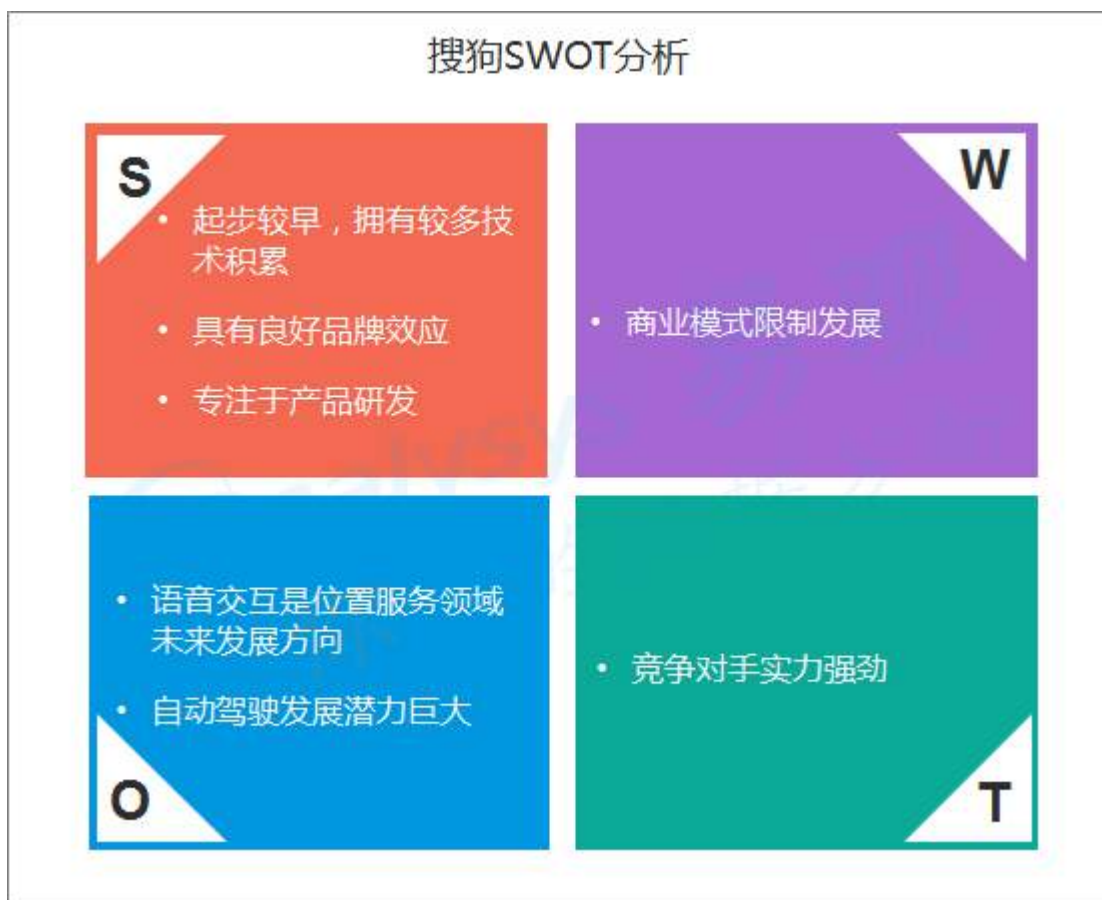 搜狗SWOT分析
S
• 起步较早，拥有较多技
术积累
• 具有良好品牌效应
• 专注于产品研发
W
• 商业模式限制发展
• 语音交互是位置服务领域
未来发展方向
• 自动驾驶发展潜力巨大
O
• 竞争对手实力强劲
T